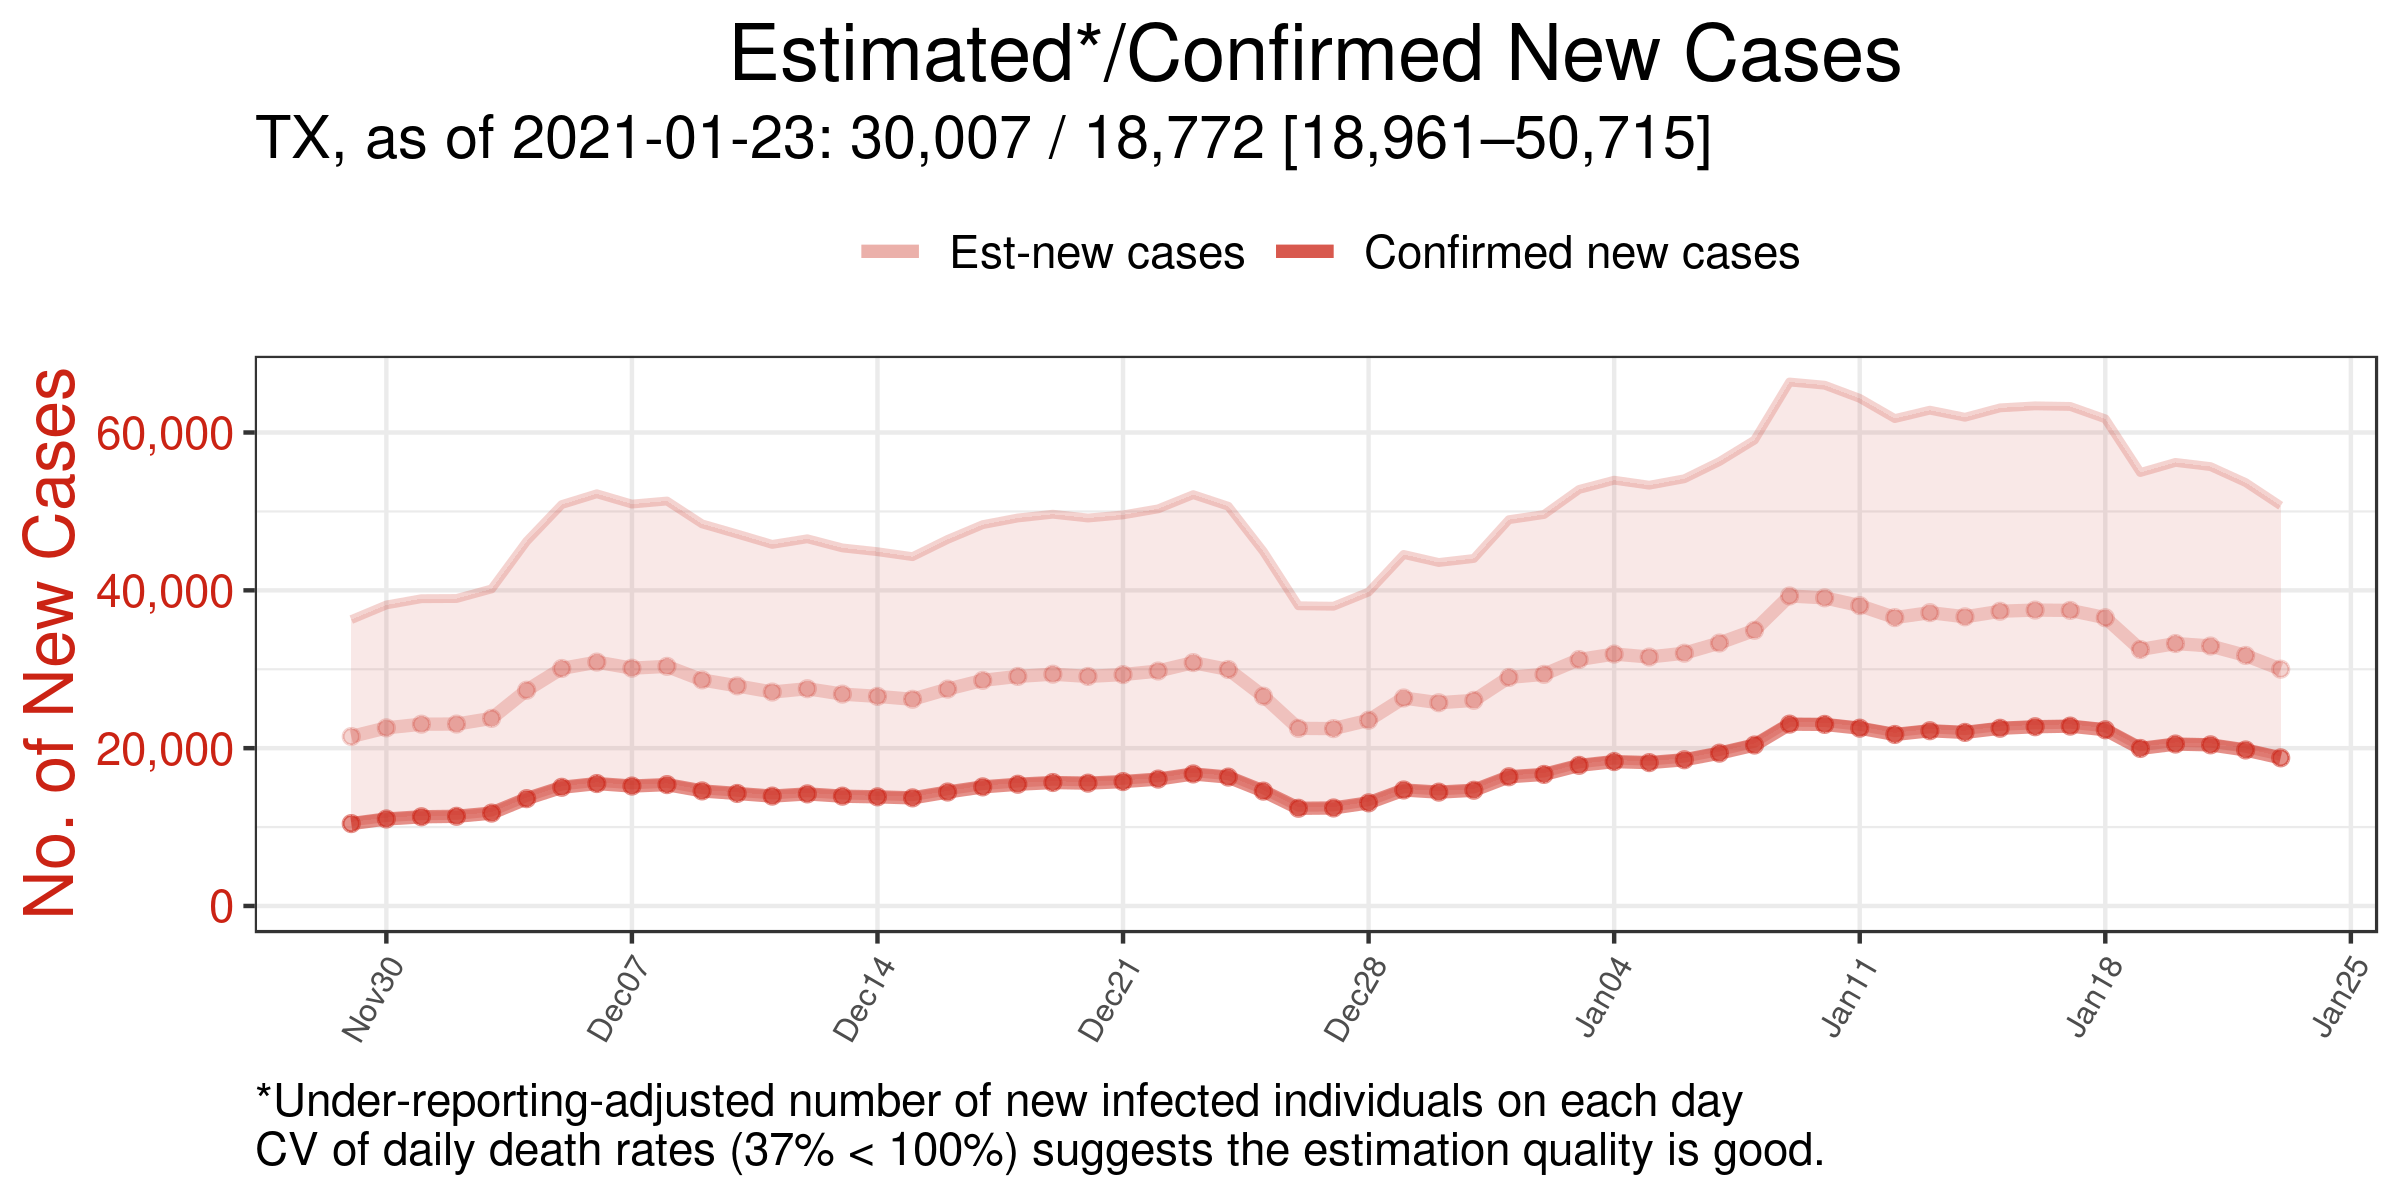 Estimated*/Confirmed New Cases
TX, as of 2021-01-23: 30,007 / 18,772 [18,961–50,715]
Est-new cases
Confirmed new cases
No. of New Cases
60,000
40,000
20,000
0
Nov30
Dec07
Dec14
Dec21
Dec28
Jan04
Jan11
Jan18
Jan25
*Under-reporting-adjusted number of new infected individuals on each day
CV of daily death rates (37% < 100%) suggests the estimation quality is good.